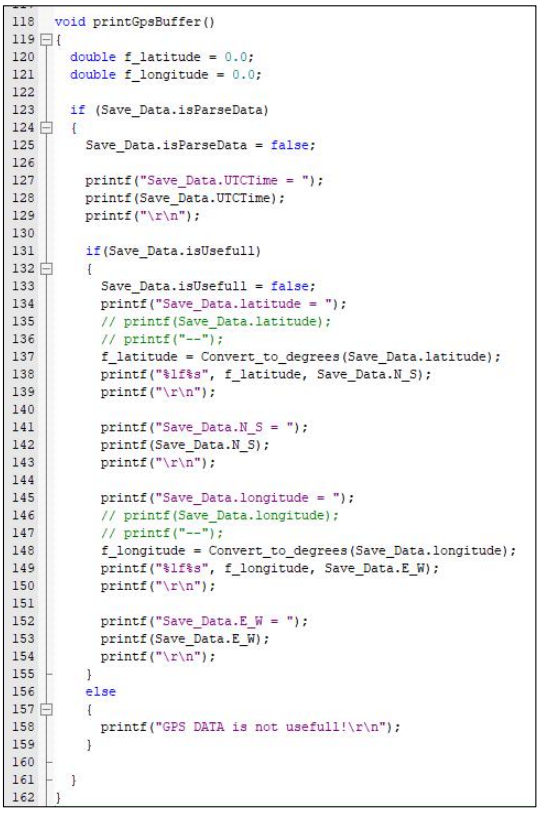 118 void printGpsBuffer()
119 {
120   double f_latitude = 0.0;
121   double f_longitude = 0.0;
122
123   if (Save_Data.isParseData)
124   {
125     Save_Data.isParseData = false;
126
127     printf("Save_Data.UTCTime = ");
128     printf(Save_Data.UTCTime);
129     printf("\r\n");
130
131     if(Save_Data.isUsefull)
132     {
133       Save_Data.isUsefull = false;
134       printf("Save_Data.latitude = ");
135       // printf(Save_Data.latitude);
136       // printf("--");
137       f_latitude = Convert_to_degrees(Save_Data.latitude);
138       printf("%lf%s", f_latitude, Save_Data.N_S);
139       printf("\r\n");
140
141       printf("Save_Data.N_S = ");
142       printf(Save_Data.N_S);
143       printf("\r\n");
144
145       printf("Save_Data.longitude = ");
146       // printf(Save_Data.longitude);
147       // printf("--");
148       f_longitude = Convert_to_degrees(Save_Data.longitude);
149       printf("%lf%s", f_longitude, Save_Data.E_W);
150       printf("\r\n");
151
152       printf("Save_Data.E_W = ");
153       printf(Save_Data.E_W);
154       printf("\r\n");
155     }
156     else
157     {
158       printf("GPS DATA is not usefull!\r\n");
159     }
160
161   }
162 }